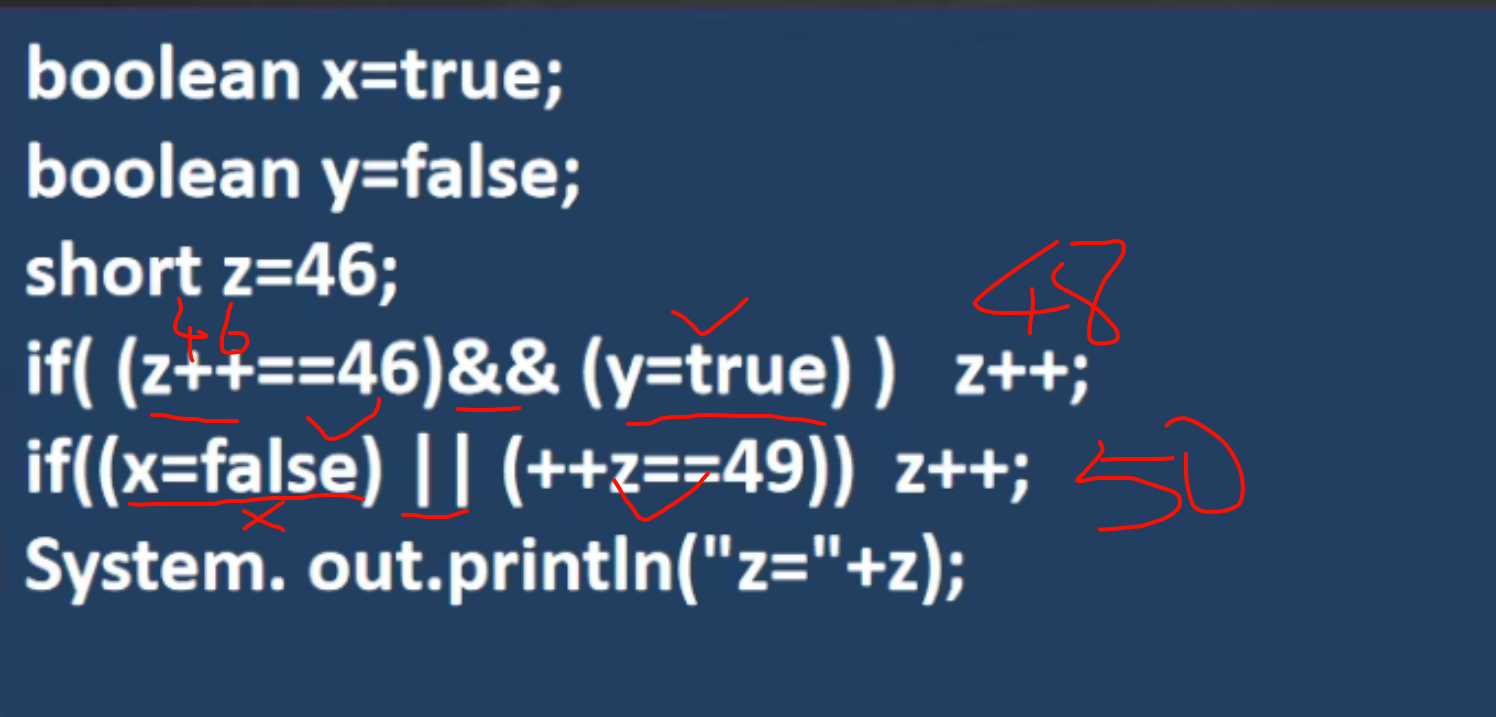 boolean x=true;
boolean y=false;
short z=46;
46
48
if( (z++==46)&& (y=true) ) z++;
if((x=false) || (++z==49)) z++;
50
System. out.println("z="+z);